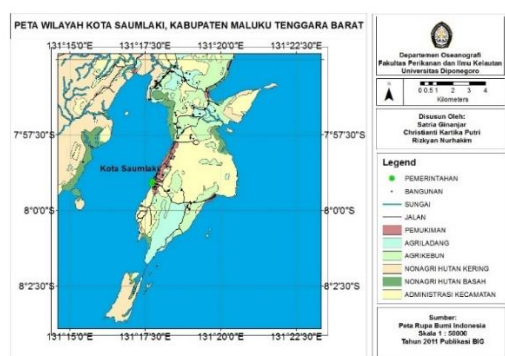 PETA WILAYAH KOTA SAUMLAKI, KABUPATEN MALUKU TENGGARA BARAT
131°15'0"E 131°17'30"E 131°20'0"E 131°22'30"E
7°57'30"S 7°57'30"S
Kota Saumlaki
8°0'0"S 8°0'0"S
8°2'30"S 8°2'30"S
131°15'0"E 131°17'30"E 131°20'0"E 131°22'30"E
Departemen Oseanografi
Fakultas Perikanan dan Ilmu Kelautan
Universitas Diponegoro
N
0 0.5 1 2 3 4
Kilometers
Disusun Oleh:
Satria Ginanjar
Christianti Kartika Putri
Rizkyan Nurhakim
Legend
PEMERINTAHAN
BANGUNAN
SUNGAI
JALAN
PEMUKIMAN
AGRILADANG
AGRIKEBUN
NONAGRI HUTAN KERING
NONAGRI HUTAN BASAH
ADMINISTRASI KECAMATAN
Sumber:
Peta Rupa Bumi Indonesia
Skala 1 : 50000
Tahun 2011 Publikasi BIG